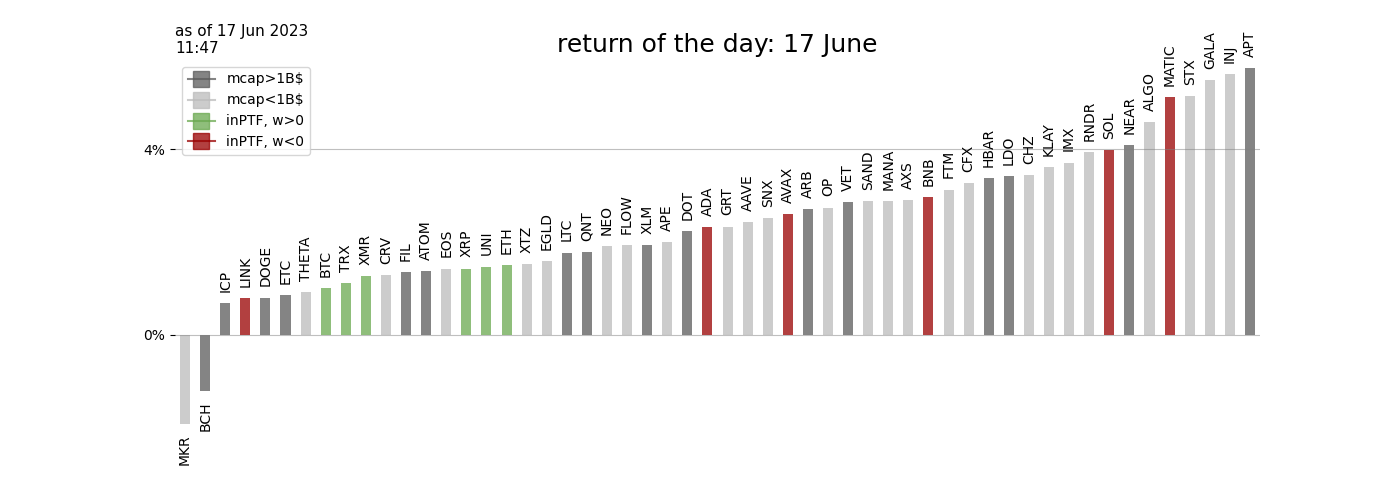 as of 17 Jun 2023
11:47
return of the day: 17 June
mcap>1B$
mcap<1B$
inPTF, w>0
inPTF, w<0
4%
0%
MKR
BCH
ICP
LINK
DOGE
ETC
THETA
BTC
TRX
XMR
CRV
FIL
ATOM
EOS
XRP
UNI
ETH
XTZ
EGLD
LTC
QNT
NEO
FLOW
XLM
APE
DOT
ADA
GRT
AAVE
SNX
AVAX
ARB
OP
VET
SAND
MANA
AXS
BNB
FTM
CFX
HBAR
LDO
CHZ
KLAY
IMX
RNDR
SOL
NEAR
ALGO
MATIC
STX
GALA
INJ
APT